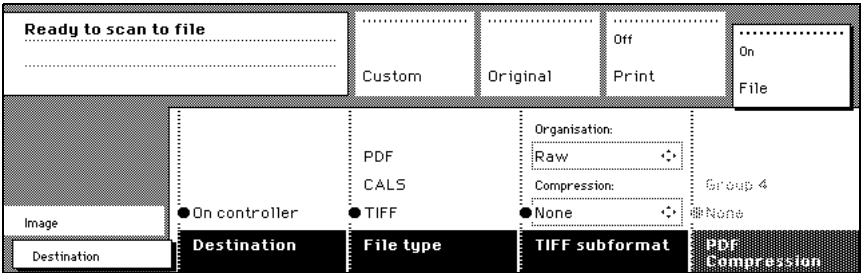 Ready to scan to file
Custom
Original
Off
Print
On
File
Image
Destination
On controller
Destination
PDF
CALS
TIFF
File type
Organisation:
Raw
Compression:
None
TIFF subformat
Group 4
None
PDF
Compression